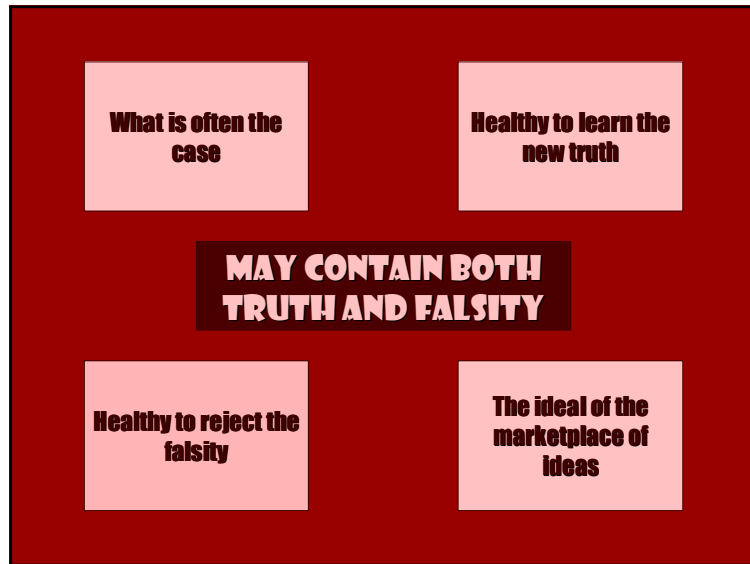 What is often the
case
Healthy to learn the
new truth
MAY CONTAIN BOTH
TRUTH AND FALSITY
Healthy to reject the
falsity
The ideal of the
marketplace of
ideas